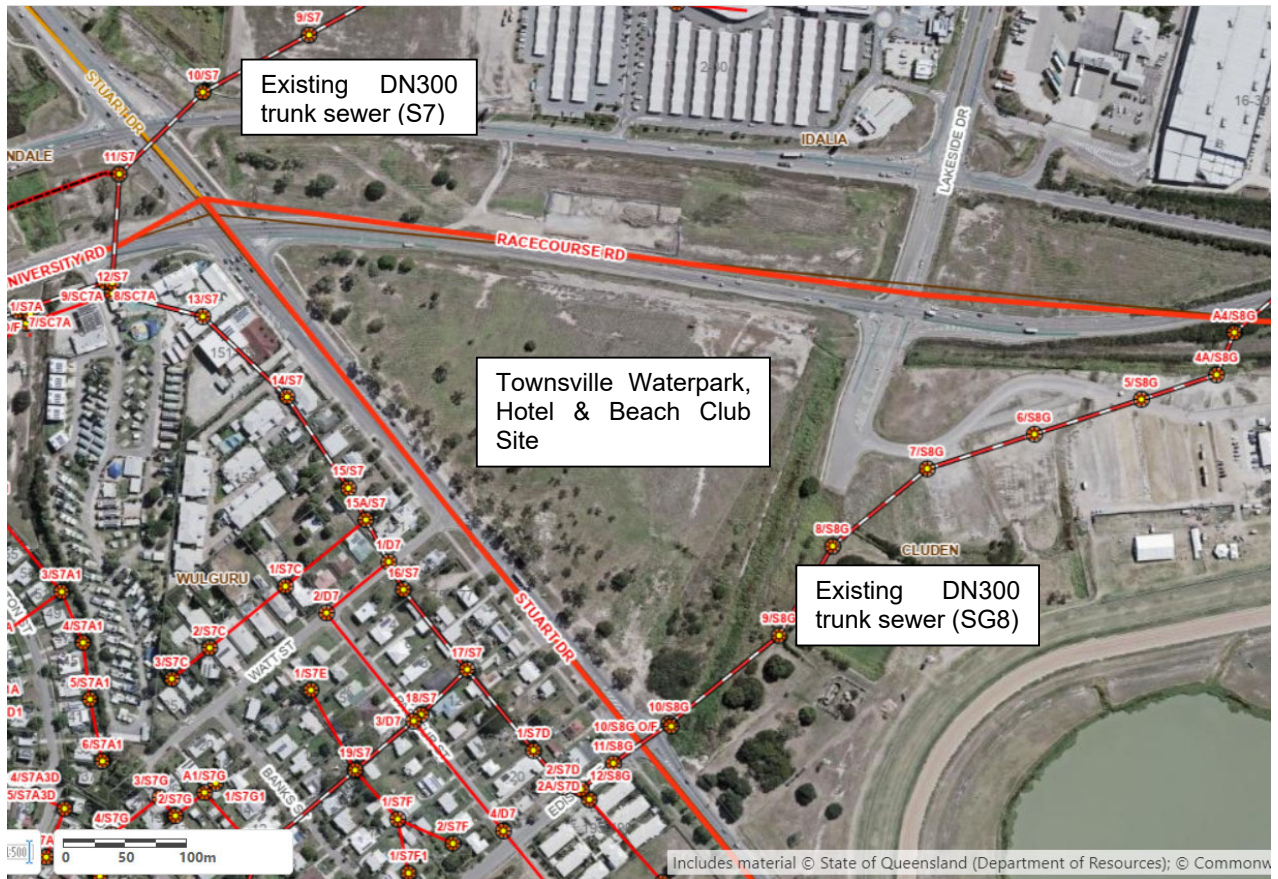 9/S7
10/S7
Existing DN300
trunk sewer (S7)
STUART DR
IDALIA
LAKESIDE DR
16-30
NDALE
11/S7
RACECOURSE RD
NIVERSITY RD
12/S7
9/SC7A
8/SC7A
13/S7
1/S7A
7/SC7A
O/F
A4/S8G
4A/S8G
14/S7
Townsville Waterpark,
Hotel & Beach Club
Site
5/S8G
6/S8G
7/S8G
15/S7
15A/S7
8/S8G
CLUDEN
1/D7
16/S7
WULGURU
1/S7C
2/D7
3/S7A1
STUART DR
Existing DN300
trunk sewer (SG8)
9/S8G
4/S7A1
2/S7C
WATT ST
3/S7C
17/S7
1/S7E
5/S7A1
18/S7
3/D7
10/S8G
10/S8G O/F
11/S8G
1/S7D
6/S7A1
19/S7
2/S7D
12/S8G
2A/S7D
4/S7A3D
5/S7A3D
3/S7G
A1/S7G
2/S7G
1/S7G1
BANKS S
4/S7G
1/S7F
2/S7F
4/D7
1/S7F1
0 50 100m
Includes material © State of Queensland (Department of Resources); © Commonw